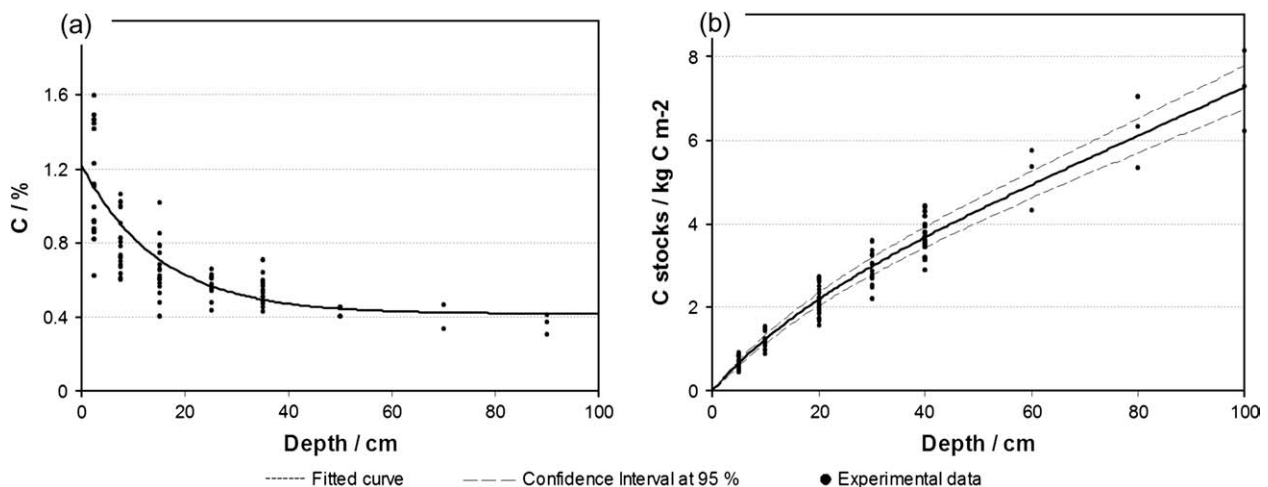 (a)
C / %
1.6
1.2
0.8
0.4
0
0 20 40 60 80 100
Depth / cm
(b)
C stocks / kg C m-2
8
6
4
2
0
0 20 40 60 80 100
Depth / cm
Fitted curve Confidence Interval at 95 % Experimental data